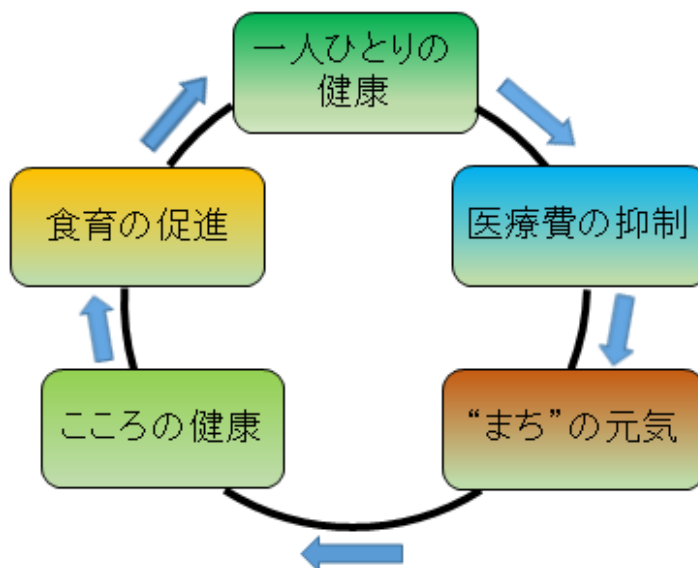 一人ひとりの
健康
医療費の抑制
“まち”の元気
こころの健康
食育の促進